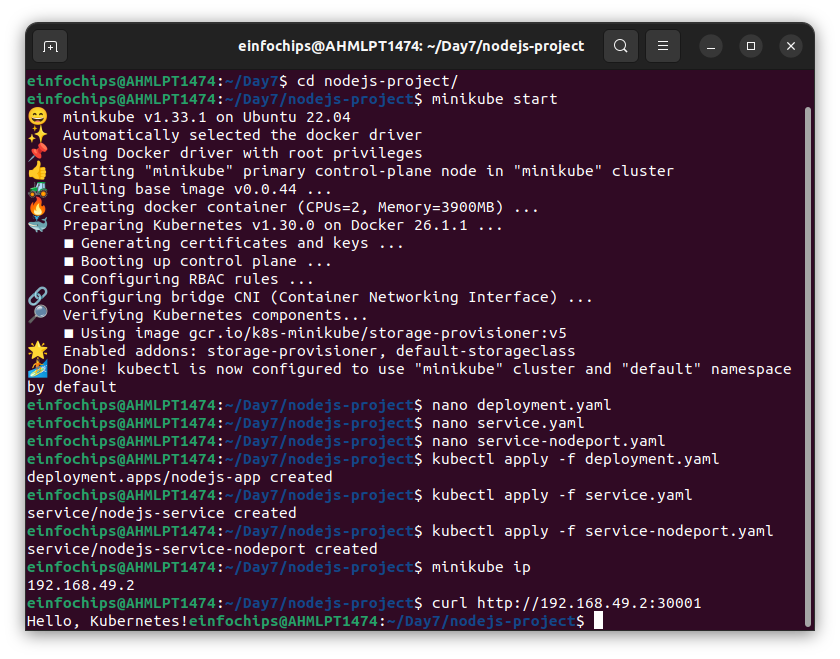 einfochips@AHMLPT1474: ~/Day7/nodejs-project
einfochips@AHMLPT1474:~/Day7$ cd nodejs-project/
einfochips@AHMLPT1474:~/Day7/nodejs-project$ minikube start
😄  minikube v1.33.1 on Ubuntu 22.04
✨  Automatically selected the docker driver
📌  Using Docker driver with root privileges
👍  Starting "minikube" primary control-plane node in "minikube" cluster
🚜  Pulling base image v0.0.44 ...
🔥  Creating docker container (CPUs=2, Memory=3900MB) ...
🐳  Preparing Kubernetes v1.30.0 on Docker 26.1.1 ...
    ■ Generating certificates and keys ...
    ■ Booting up control plane ...
    ■ Configuring RBAC rules ...
🔗  Configuring bridge CNI (Container Networking Interface) ...
🔎  Verifying Kubernetes components...
    ■ Using image gcr.io/k8s-minikube/storage-provisioner:v5
🌟  Enabled addons: storage-provisioner, default-storageclass
🏄  Done! kubectl is now configured to use "minikube" cluster and "default" namespace
by default
einfochips@AHMLPT1474:~/Day7/nodejs-project$ nano deployment.yaml
einfochips@AHMLPT1474:~/Day7/nodejs-project$ nano service.yaml
einfochips@AHMLPT1474:~/Day7/nodejs-project$ nano service-nodeport.yaml
einfochips@AHMLPT1474:~/Day7/nodejs-project$ kubectl apply -f deployment.yaml
deployment.apps/nodejs-app created
einfochips@AHMLPT1474:~/Day7/nodejs-project$ kubectl apply -f service.yaml
service/nodejs-service created
einfochips@AHMLPT1474:~/Day7/nodejs-project$ kubectl apply -f service-nodeport.yaml
service/nodejs-service-nodeport created
einfochips@AHMLPT1474:~/Day7/nodejs-project$ minikube ip
192.168.49.2
einfochips@AHMLPT1474:~/Day7/nodejs-project$ curl http://192.168.49.2:30001
Hello, Kubernetes!einfochips@AHMLPT1474:~/Day7/nodejs-project$